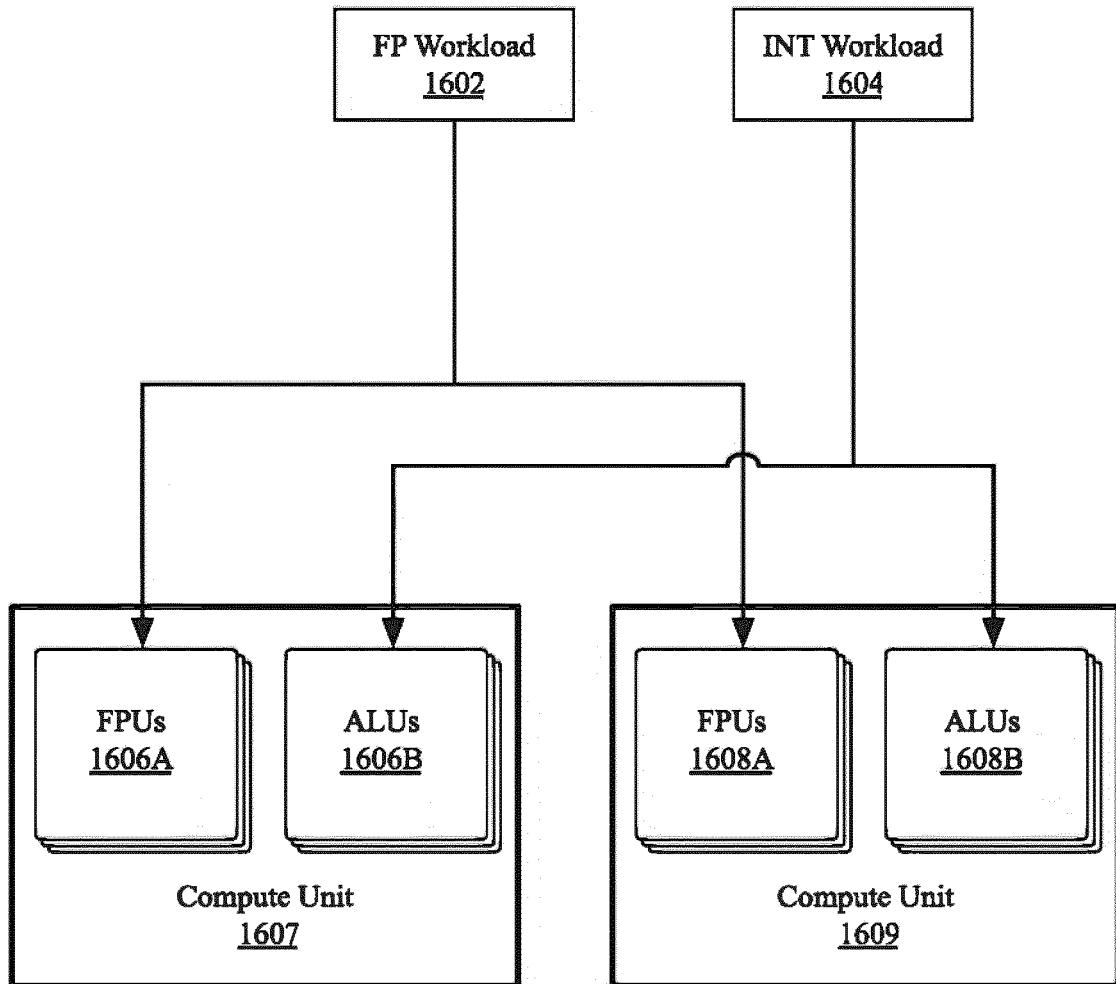 FP Workload
1602
INT Workload
1604
FPUs
1606A
ALUs
1606B
Compute Unit
1607
FPUs
1608A
ALUs
1608B
Compute Unit
1609